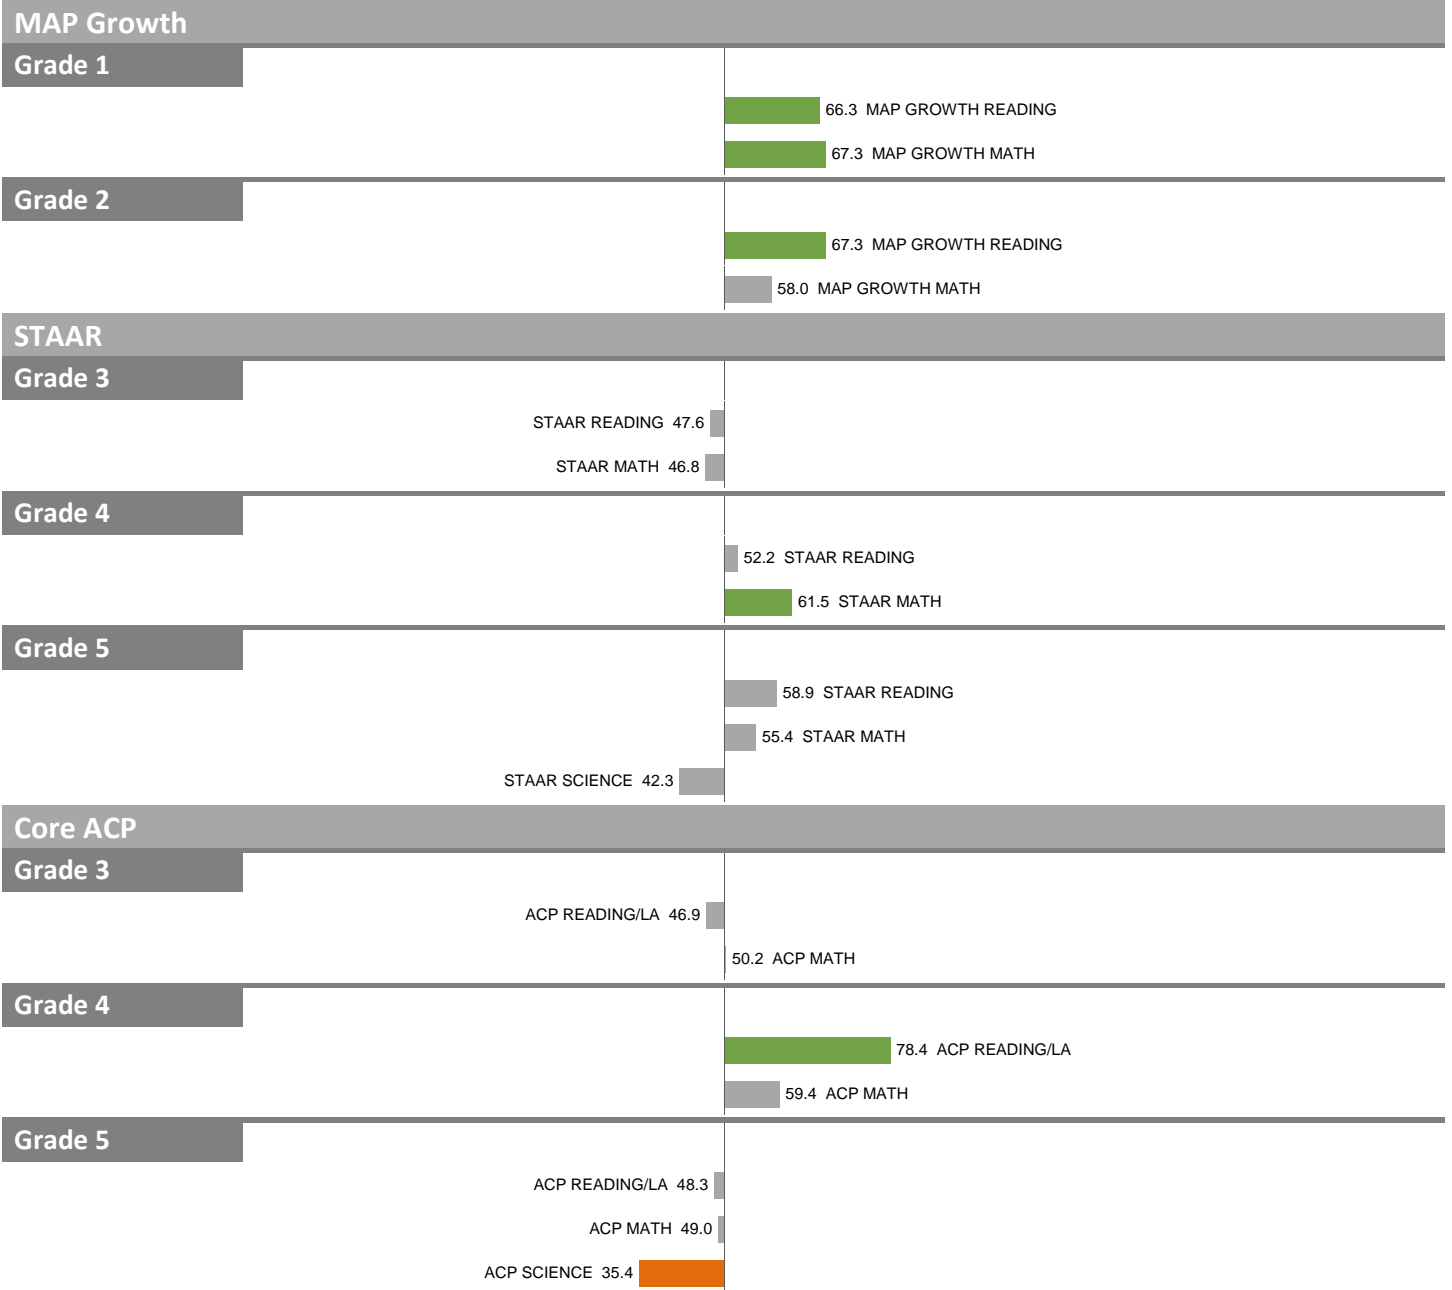 MAP Growth
Grade 1
66.3 MAP GROWTH READING
67.3 MAP GROWTH MATH
Grade 2
67.3 MAP GROWTH READING
58.0 MAP GROWTH MATH
STAAR
Grade 3
STAAR READING 47.6
STAAR MATH 46.8
Grade 4
52.2 STAAR READING
61.5 STAAR MATH
Grade 5
58.9 STAAR READING
55.4 STAAR MATH
STAAR SCIENCE 42.3
Core ACP
Grade 3
ACP READING/LA 46.9
50.2 ACP MATH
Grade 4
78.4 ACP READING/LA
59.4 ACP MATH
Grade 5
ACP READING/LA 48.3
ACP MATH 49.0
ACP SCIENCE 35.4